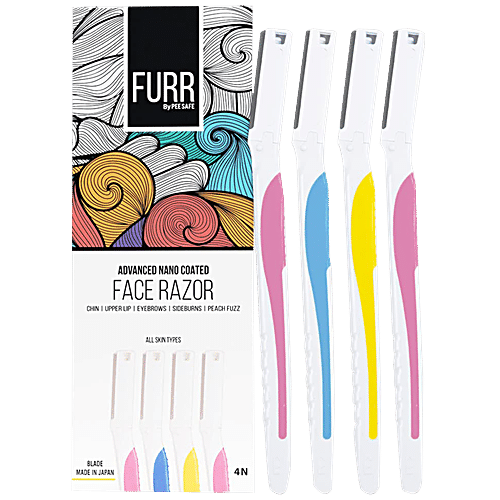 FURR
By PEE SAFE
ADVANCED NANO COATED
FACE RAZOR
CHIN | UPPER LIP | EYEBROWS | SIDEBURNS | PEACH FUZZ
ALL SKIN TYPES
BLADE
MADE IN JAPAN
4N